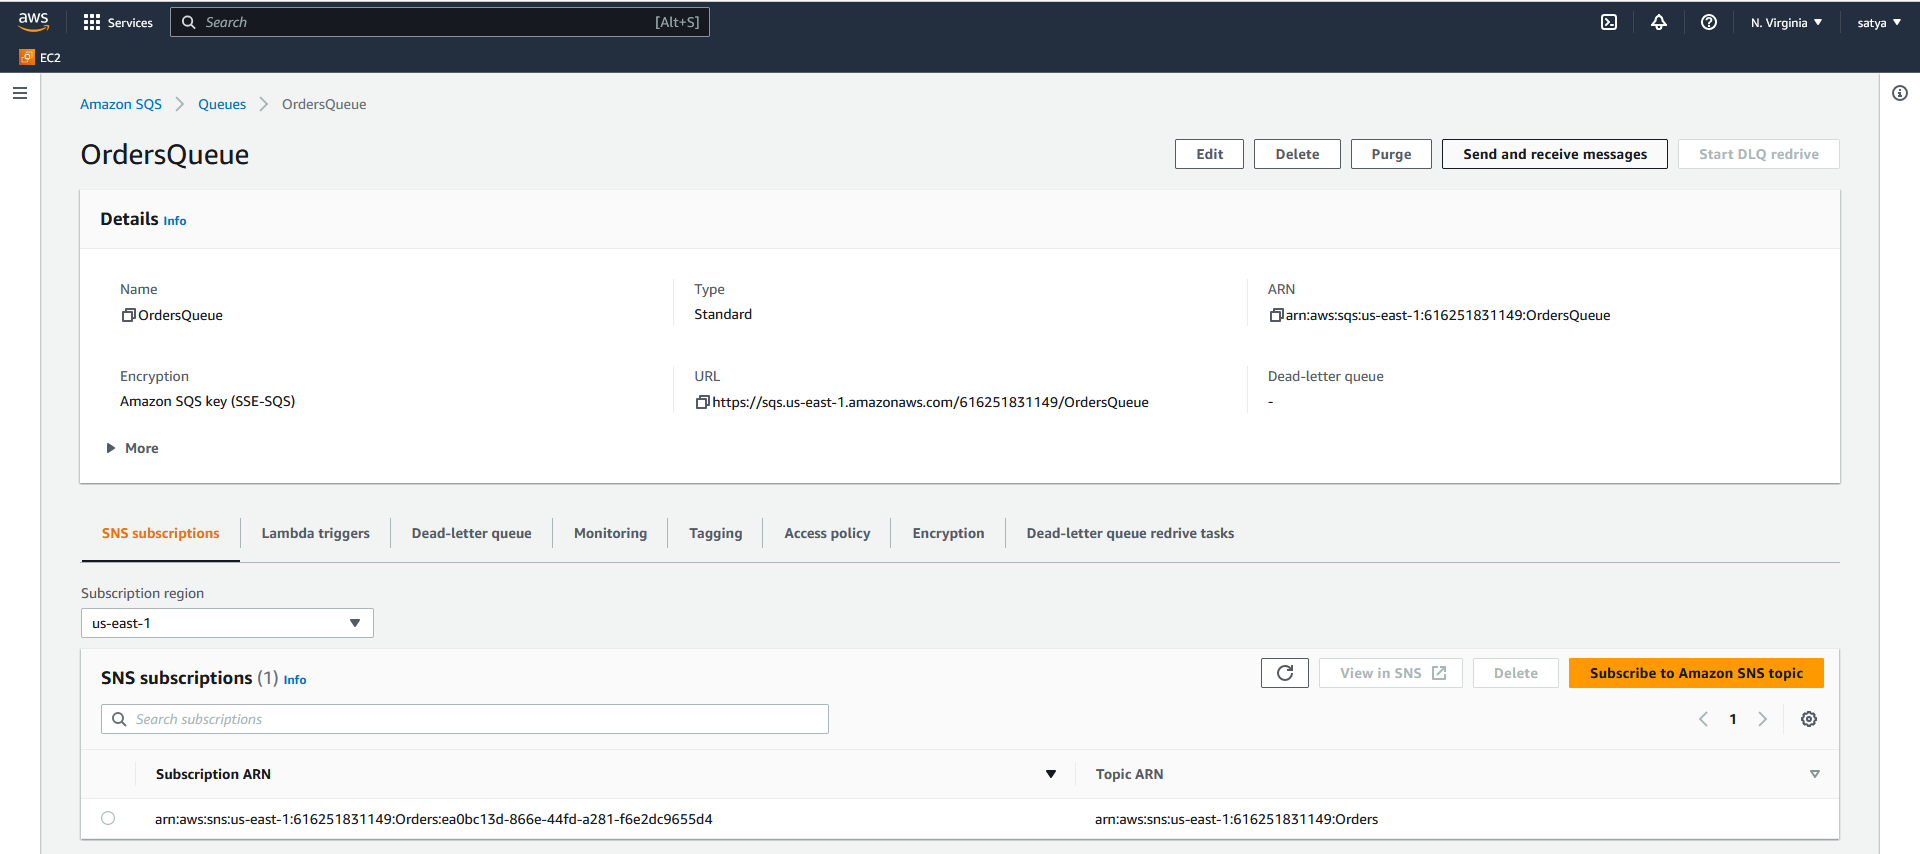 aws
Services
Search [Alt+S]
N. Virginia
satya
EC2
Amazon SQS
Queues
OrdersQueue
OrdersQueue
Edit
Delete
Purge
Send and receive messages
Start DLQ redrive
Details Info
Name
OrdersQueue
Type
Standard
ARN
arn:aws:sqs:us-east-1:616251831149:OrdersQueue
Encryption
Amazon SQS key (SSE-SQS)
URL
https://sqs.us-east-1.amazonaws.com/616251831149/OrdersQueue
Dead-letter queue
-
More
SNS subscriptions
Lambda triggers
Dead-letter queue
Monitoring
Tagging
Access policy
Encryption
Dead-letter queue redrive tasks
Subscription region
us-east-1
SNS subscriptions (1) Info
View in SNS
Delete
Subscribe to Amazon SNS topic
Search subscriptions
1
Subscription ARN
Topic ARN
arn:aws:sns:us-east-1:616251831149:Orders:ea0bc13d-866e-44fd-a281-f6e2dc9655d4
arn:aws:sns:us-east-1:616251831149:Orders